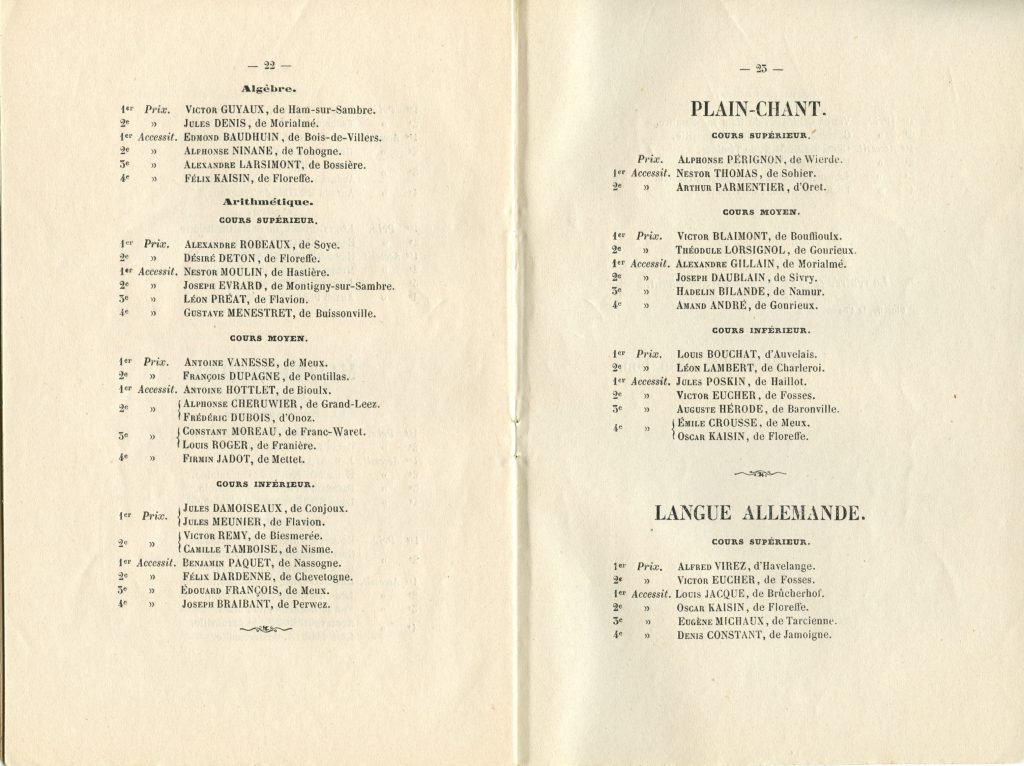 — 22 —
Algèbre.
1er Prix. VICTOR GUYAUX, de Ham-sur-Sambre.
2e » JULES DENIS, de Morialmé.
1er Accessit. EDMOND BAUDHUIN, de Bois-de-Villers.
2e » ALPHONSE NINANE, de Tohogne.
3e » ALEXANDRE LARSIMONT, de Bossière.
4e » FÉLIX KAISIN, de Floreffe.
Arithmétique.
COURS SUPÉRIEUR.
1er Prix. ALEXANDRE ROBEAUX, de Soye.
2e » DÉSIRÉ DETON, de Floreffe.
1er Accessit. NESTOR MOULIN, de Hastière.
2e » JOSEPH EVRARD, de Montigny-sur-Sambre.
3e » LÉON PRÉAT, de Flavion.
4e » GUSTAVE MENESTRET, de Buissonville.
COURS MOYEN.
1er Prix. ANTOINE VANESSE, de Meux.
2e » FRANÇOIS DUPAGNE, de Pontillas.
1er Accessit. ANTOINE HOTTLET, de Bioulx.
2e » { ALPHONSE CHERUWIER, de Grand-Leez.
FRÉDÉRIC DUBOIS, d'Onoz.
3e » { CONSTANT MOREAU, de Franc-Waret.
LOUIS ROGER, de Franière.
4e » FIRMIN JADOT, de Mettet.
COURS INFÉRIEUR.
1er Prix. { JULES DAMOISEAUX, de Conjoux.
JULES MEUNIER, de Flavion.
2e » { VICTOR REMY, de Biesmerée.
CAMILLE TAMBOISE, de Nisme.
1er Accessit. BENJAMIN PAQUET, de Nassogne.
2e » FÉLIX DARDENNE, de Chevetogne.
3e » ÉDOUARD FRANÇOIS, de Meux.
4e » JOSEPH BRAIBANT, de Perwez.
— 23 —
PLAIN-CHANT.
COURS SUPÉRIEUR.
Prix. ALPHONSE PÉRIGNON, de Wierde.
1er Accessit. NESTOR THOMAS, de Sohier.
2e » ARTHUR PARMENTIER, d'Oret.
COURS MOYEN.
1er Prix. VICTOR BLAIMONT, de Bouffioulx.
2e » THÉODULE LORSIGNOL, de Gourieux.
1er Accessit. ALEXANDRE GILLAIN, de Morialmé.
2e » JOSEPH DAUBLAIN, de Sivry.
3e » HADELIN BILANDE, de Namur.
4e » AMAND ANDRÉ, de Gourieux.
COURS INFÉRIEUR.
1er Prix. LOUIS BOUCHAT, d'Auvelais.
2e » LÉON LAMBERT, de Charleroi.
1er Accessit. JULES POSKIN, de Haillot.
2e » VICTOR EUCHER, de Fosses.
3e » AUGUSTE HÉRODE, de Baronville.
4e » { ÉMILE CROUSSE, de Meux.
OSCAR KAISIN, de Floreffe.
LANGUE ALLEMANDE.
COURS SUPÉRIEUR.
1er Prix. ALFRED VIREZ, d'Havelange.
2e » VICTOR EUCHER, de Fosses.
1er Accessit. LOUIS JACQUE, de Brûcherhof.
2e » OSCAR KAISIN, de Floreffe.
3e » EUGÈNE MICHAUX, de Tarcienne.
4e » DENIS CONSTANT, de Jamoigne.